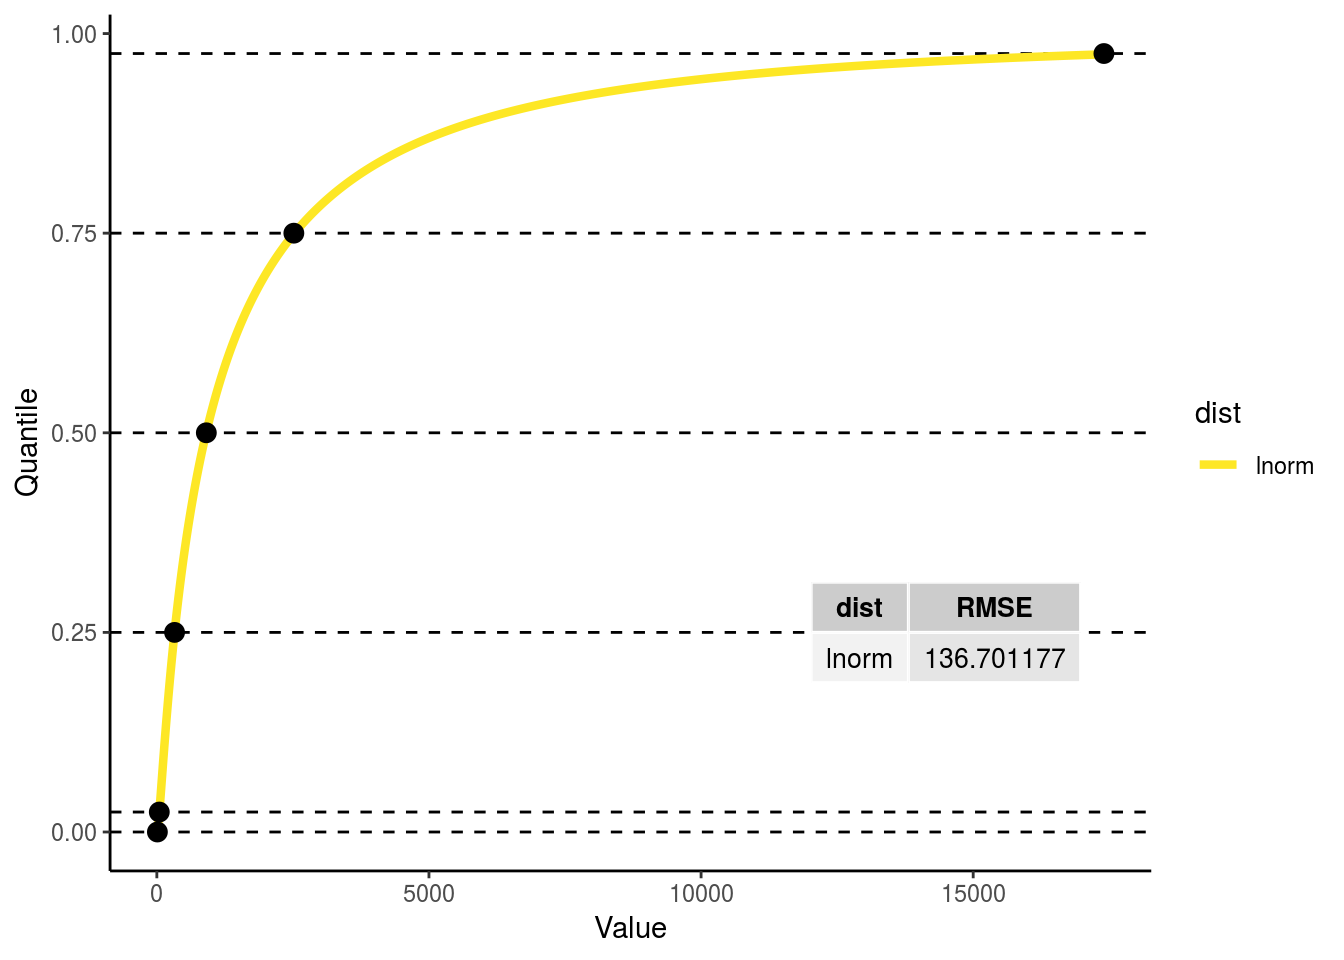 1.00
0.75
0.50
0.25
0.00
Quantile
0 5000 10000 15000
Value
dist
lnorm
dist RMSE
lnorm 136.701177